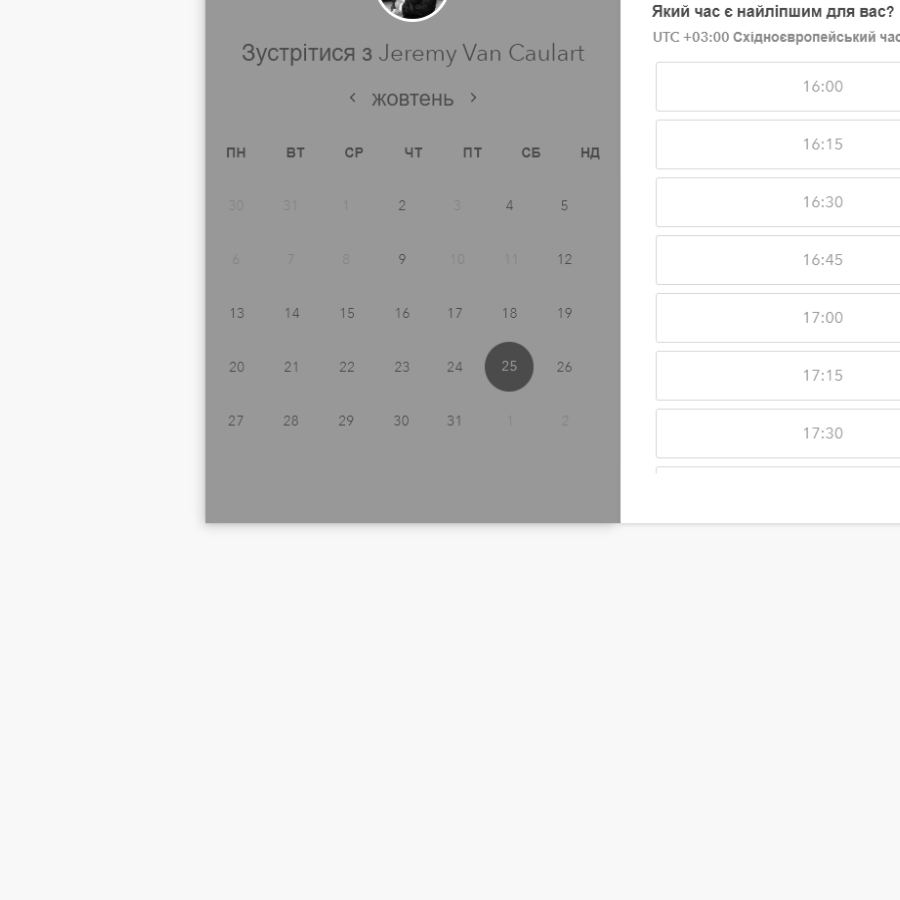 Зустрітися з Jeremy Van Caulart
жовтень
ПН ВТ СР ЧТ ПТ СБ НД
30 31 1 2 3 4 5
6 7 8 9 10 11 12
13 14 15 16 17 18 19
20 21 22 23 24 25 26
27 28 29 30 31 1 2
Який час є найліпшим для вас?
UTC +03:00 Східноєвропейський час
16:00
16:15
16:30
16:45
17:00
17:15
17:30